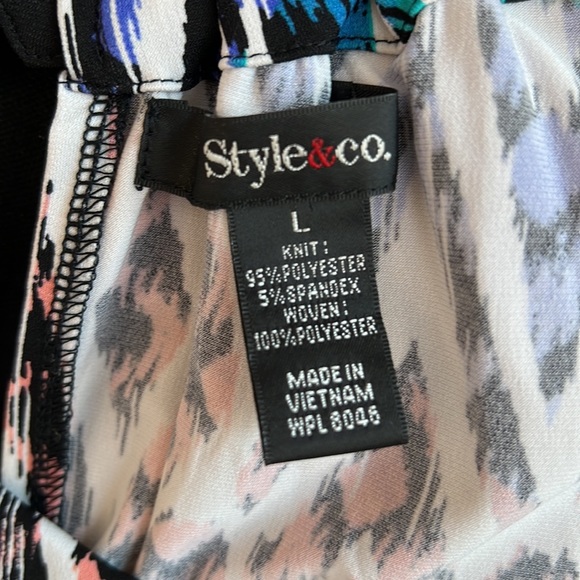 Style&co.
L
KNIT:
95%POLYESTER
5%SPANDEX
WOVEN:
100%POLYESTER
MADE IN
VIETNAM
WPL 8046